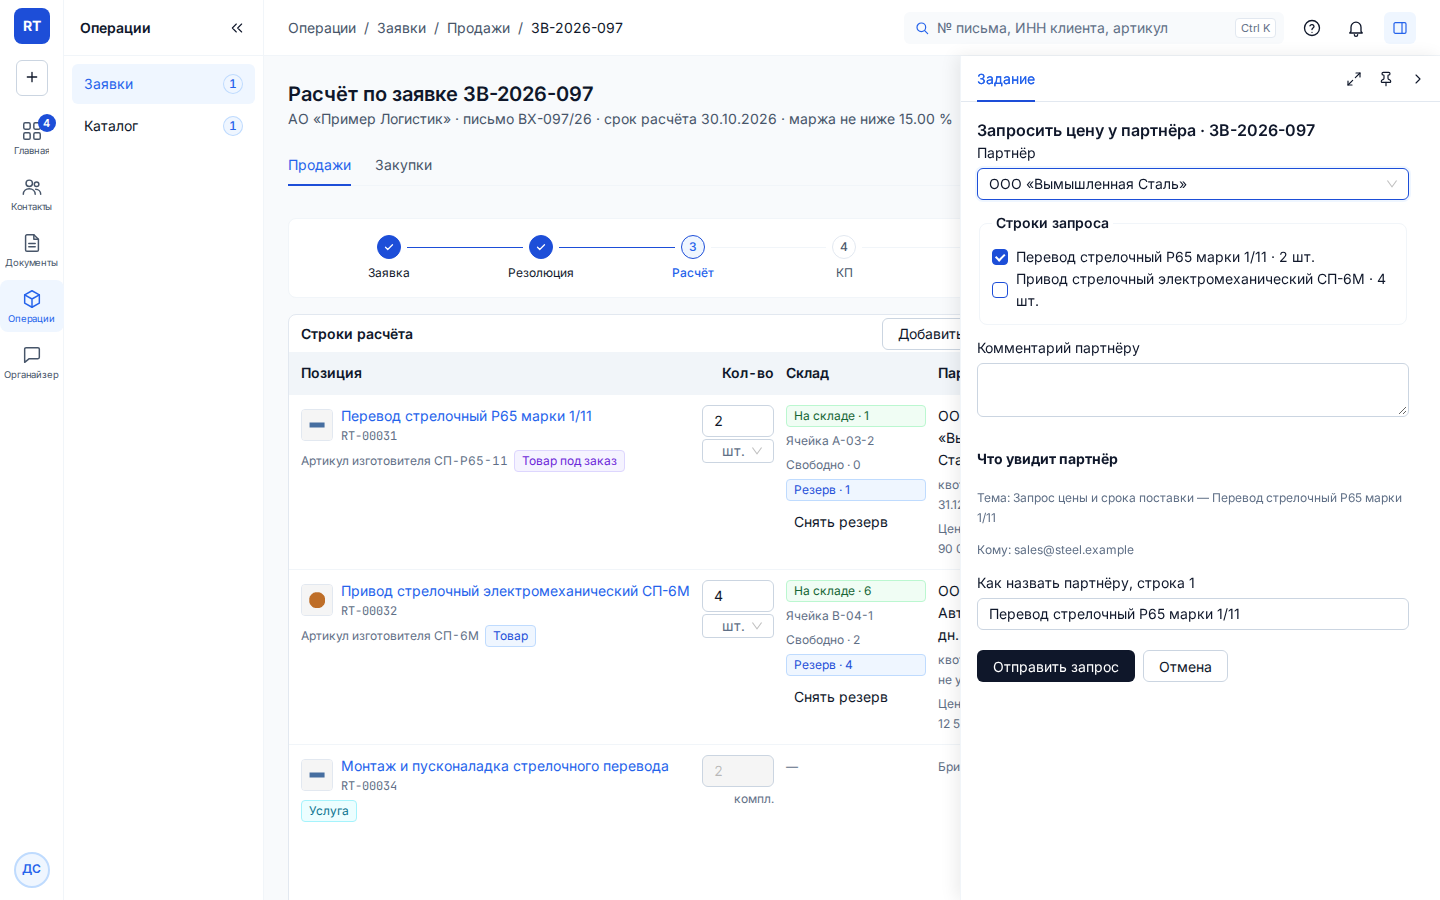 RT
Операции
Операции / Заявки / Продажи / ЗВ-2026-097
№ письма, ИНН клиента, артикул
Ctrl K
4
Главная
Контакты
Документы
Операции
Органайзер
ДС
Заявки
1
Каталог
1
Расчёт по заявке ЗВ-2026-097
АО «Пример Логистик» · письмо ВХ-097/26 · срок расчёта 30.10.2026 · маржа не ниже 15.00 %
Продажи
Закупки
Заявка
Резолюция
3
Расчёт
4
КП
Строки расчёта
Добавить
Позиция
Кол-во
Склад
Перевод стрелочный Р65 марки 1/11
RT-00031
Артикул изготовителя СП-Р65-11
Товар под заказ
2
шт.
На складе · 1
Ячейка A-03-2
Свободно · 0
Резерв · 1
Снять резерв
31.12
90 0
Привод стрелочный электромеханический СП-6М
RT-00032
Артикул изготовителя СП-6М
Товар
4
шт.
На складе · 6
Ячейка B-04-1
Свободно · 2
Резерв · 4
Снять резерв
дн.
12 5
Монтаж и пусконаладка стрелочного перевода
RT-00034
Услуга
2
компл.
—
Задание
Запросить цену у партнёра · ЗВ-2026-097
Партнёр
ООО «Вымышленная Сталь»
Строки запроса
Перевод стрелочный Р65 марки 1/11 · 2 шт.
Привод стрелочный электромеханический СП-6М · 4
шт.
Комментарий партнёру
Что увидит партнёр
Тема: Запрос цены и срока поставки — Перевод стрелочный Р65 марки
1/11
Кому: sales@steel.example
Как назвать партнёру, строка 1
Перевод стрелочный Р65 марки 1/11
Отправить запрос
Отмена